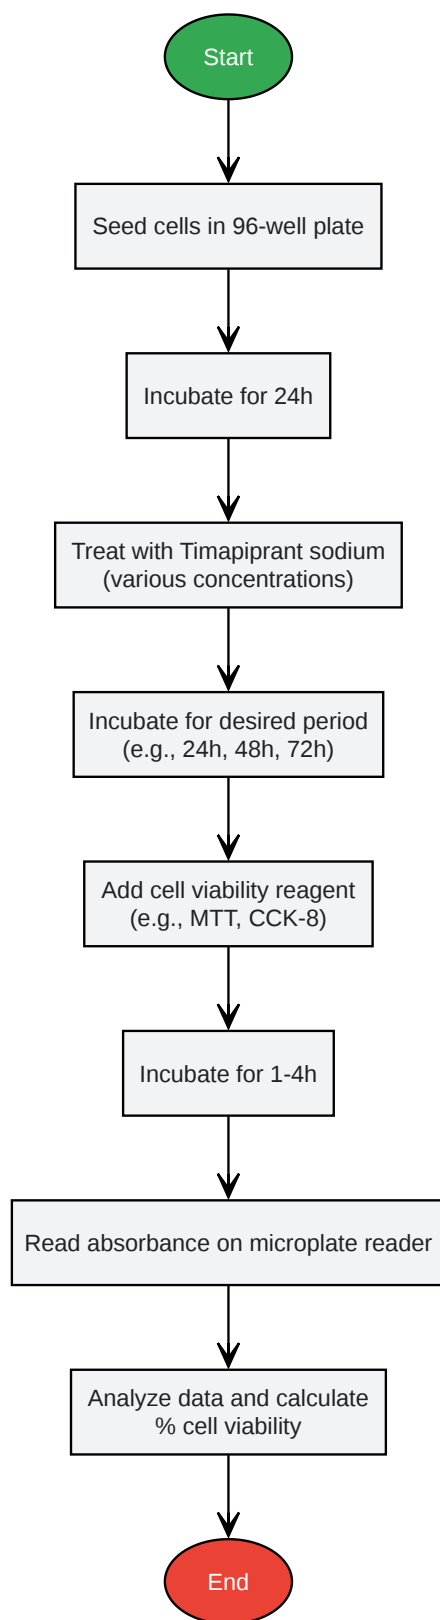 Start
Seed cells in 96-well plate
Incubate for 24h
Treat with Timapiprant sodium
(various concentrations)
Incubate for desired period
(e.g., 24h, 48h, 72h)
Add cell viability reagent
(e.g., MTT, CCK-8)
Incubate for 1-4h
Read absorbance on microplate reader
Analyze data and calculate
% cell viability
End